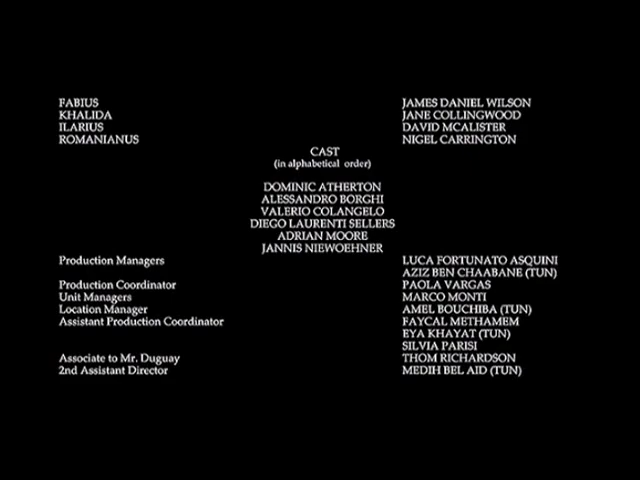 FABIUS JAMES DANIEL WILSON
KHALIDA JANE COLLINGWOOD
ILARIUS DAVID MCALISTER
ROMANIANUS NIGEL CARRINGTON
CAST
(in alphabetical order)
DOMINIC ATHERTON
ALESSANDRO BORGHI
VALERIO COLANGELO
DIEGO LAURENTI SELLERS
ADRIAN MOORE
JANNIS NIEWOEHNER
Production Managers LUCA FORTUNATO ASQUINI
AZIZ BEN CHAABANE (TUN)
Production Coordinator PAOLA VARGAS
Unit Managers MARCO MONTI
Location Manager AMEL BOUCHIBA (TUN)
Assistant Production Coordinator FAYCAL METHAMEM
EYA KHAYAT (TUN)
SILVIA PARISI
Associate to Mr. Duguay THOM RICHARDSON
2nd Assistant Director MEDIH BEL AID (TUN)